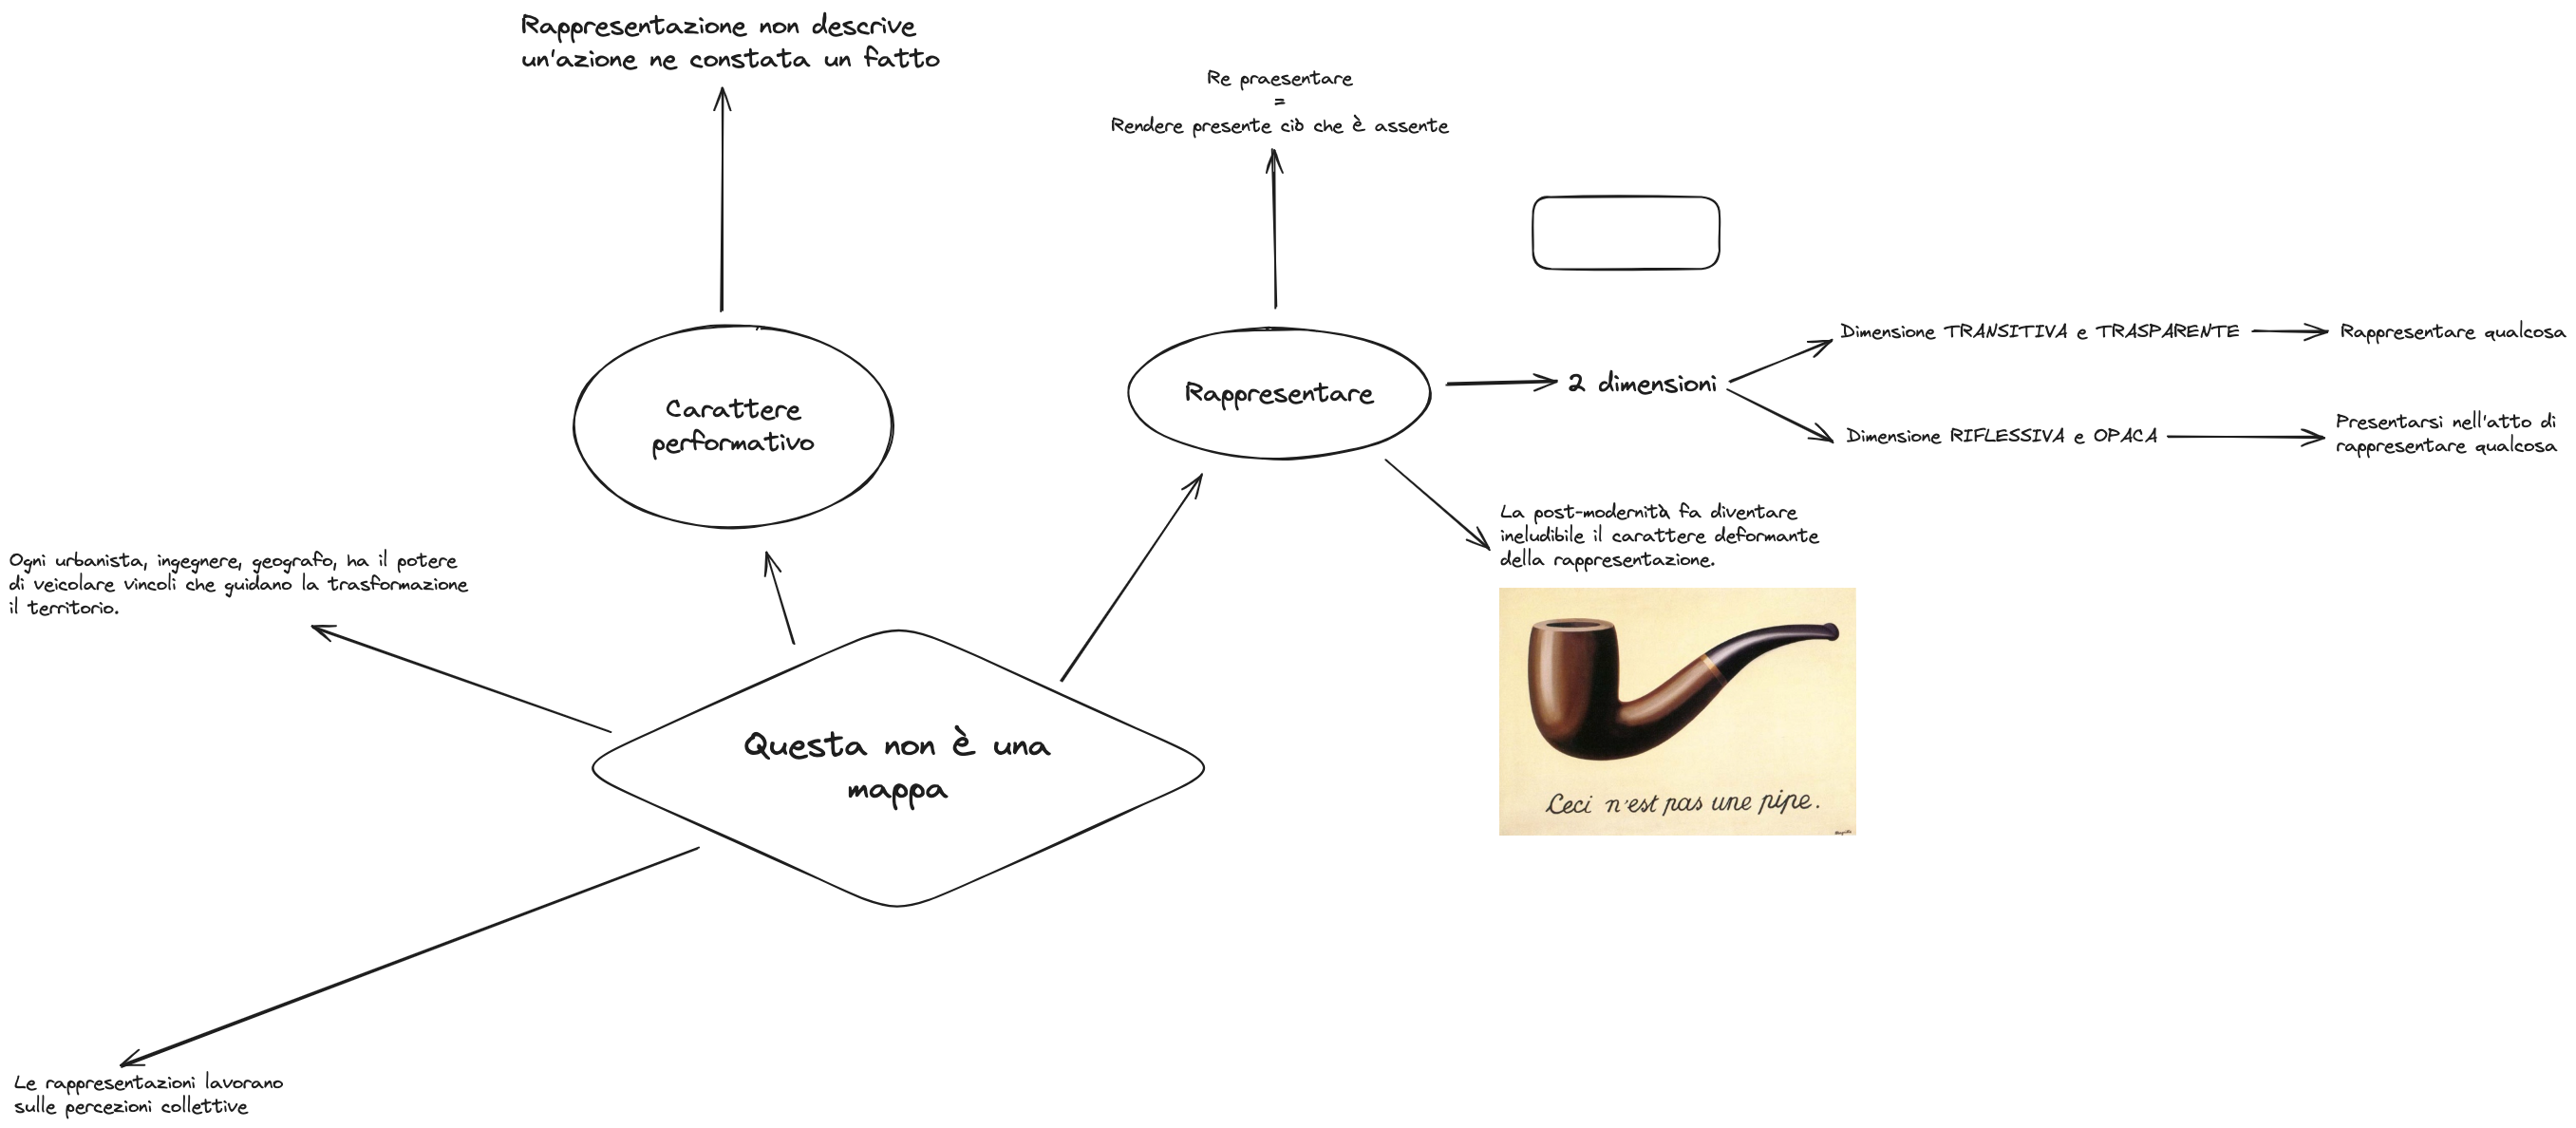 Rappresentazione non descrive
un'azione ne constata un fatto
Re praesentare
=
Rendere presente ciò che è assente
Carattere
performativo
Rappresentare
2 dimensioni
Dimensione TRANSITIVA e TRASPARENTE
Rappresentare qualcosa
Dimensione RIFLESSIVA e OPACA
Presentarsi nell'atto di
rappresentare qualcosa
La post-modernità fa diventare
ineludibile il carattere deformante
della rappresentazione.
Ceci n'est pas une pipe.
Ogni urbanista, ingegnere, geografo, ha il potere
di veicolare vincoli che guidano la trasformazione
il territorio.
Questa non è una
mappa
Le rappresentazioni lavorano
sulle percezioni collettive